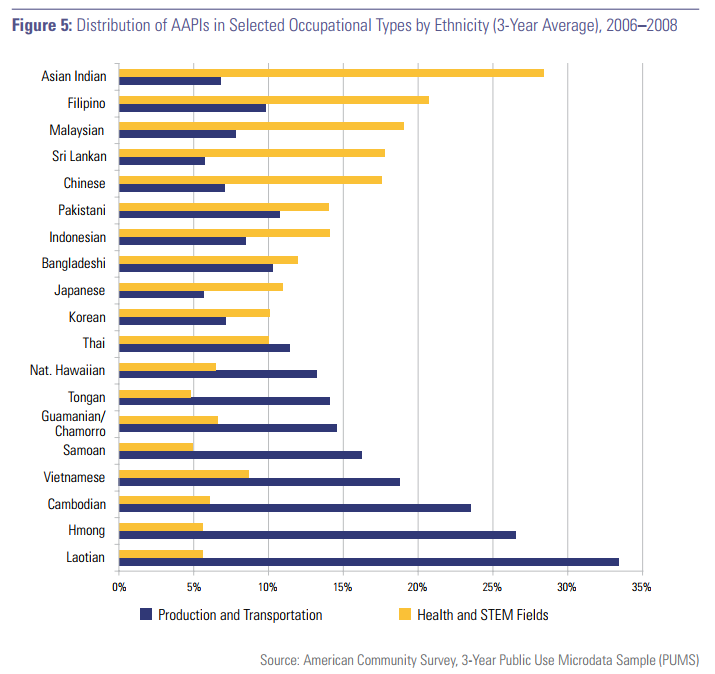 Figure 5: Distribution of AAPIs in Selected Occupational Types by Ethnicity (3-Year Average), 2006–2008
Asian Indian
Filipino
Malaysian
Sri Lankan
Chinese
Pakistani
Indonesian
Bangladeshi
Japanese
Korean
Thai
Nat. Hawaiian
Tongan
Guamanian/
Chamorro
Samoan
Vietnamese
Cambodian
Hmong
Laotian
0% 5% 10% 15% 20% 25% 30% 35%
Production and Transportation Health and STEM Fields
Source: American Community Survey, 3-Year Public Use Microdata Sample (PUMS)